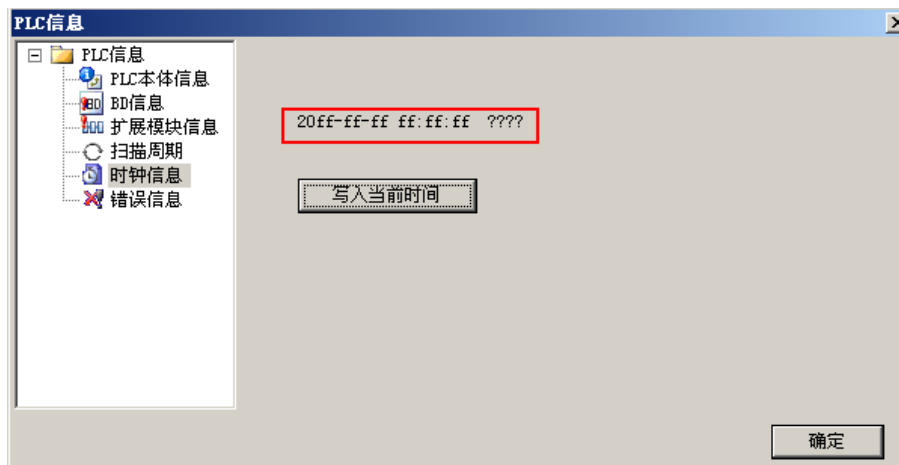 PLC信息
PLC信息
PLC本体信息
BD信息
扩展模块信息
扫描周期
时钟信息
错误信息
20ff-ff-ff ff:ff:ff ????
写入当前时间
确定